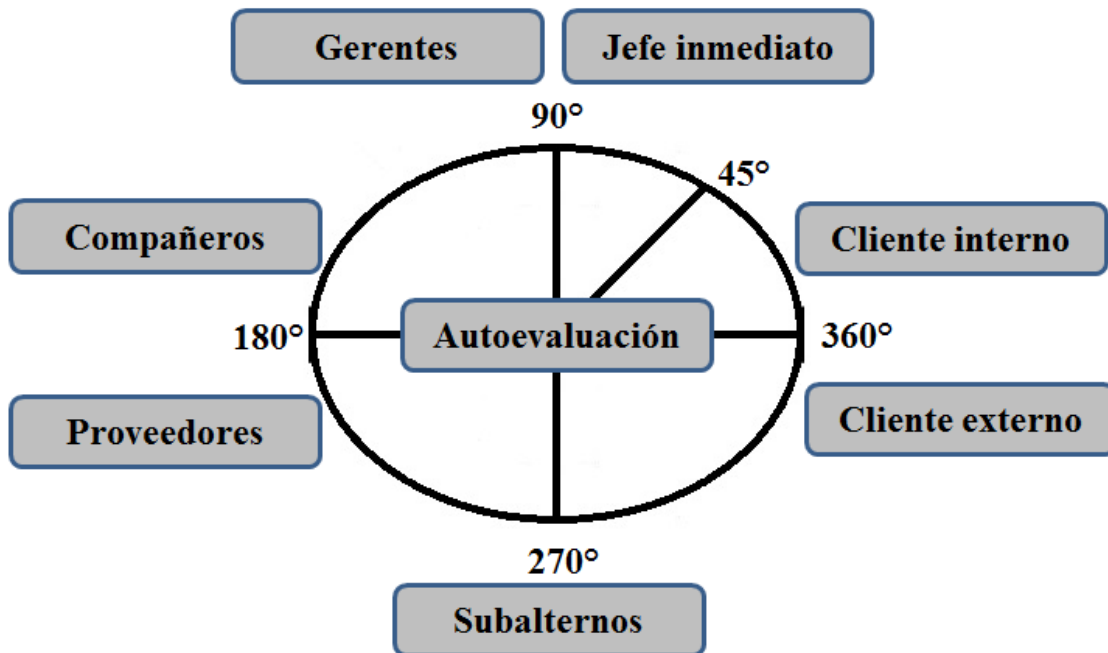 Gerentes
Jefe inmediato
90°
45°
Compañeros
Cliente interno
180°
Autoevaluación
360°
Proveedores
Cliente externo
270°
Subalternos